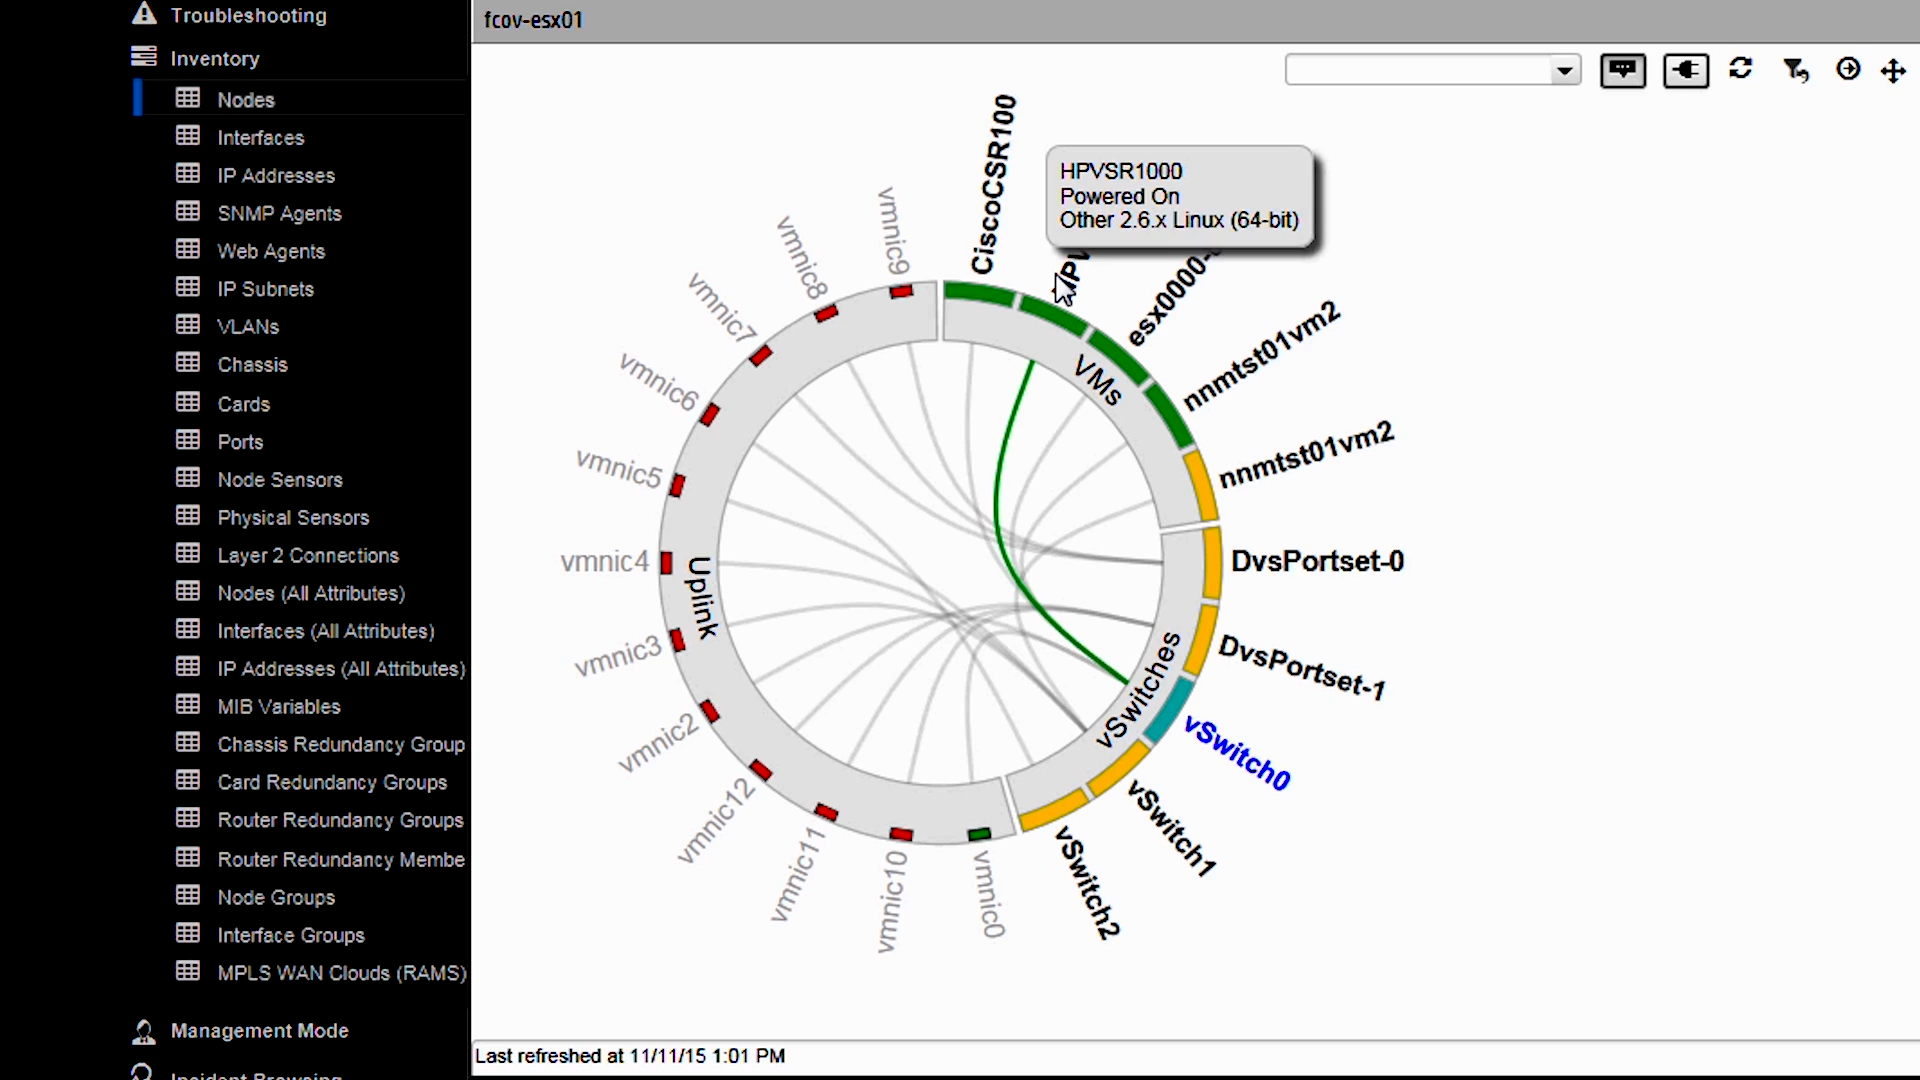 Troubleshooting
Inventory
Nodes
Interfaces
IP Addresses
SNMP Agents
Web Agents
IP Subnets
VLANs
Chassis
Cards
Ports
Node Sensors
Physical Sensors
Layer 2 Connections
Nodes (All Attributes)
Interfaces (All Attributes)
IP Addresses (All Attributes)
MIB Variables
Chassis Redundancy Group
Card Redundancy Groups
Router Redundancy Groups
Router Redundancy Membe
Node Groups
Interface Groups
MPLS WAN Clouds (RAMS)
Management Mode
Incident Browsing
fcov-esx01
HPVSR1000
Powered On
Other 2.6.x Linux (64-bit)
CiscoCSR100
esx0000-
nnmtst01vm2
nnmtst01vm2
DvsPortset-0
DvsPortset-1
vSwitch0
vSwitch1
vSwitch2
vmnic0
vmnic10
vmnic11
vmnic12
vmnic2
vmnic3
vmnic4
vmnic5
vmnic6
vmnic7
vmnic8
vmnic9
VMs
vSwitches
Uplink
Last refreshed at 11/11/15 1:01 PM